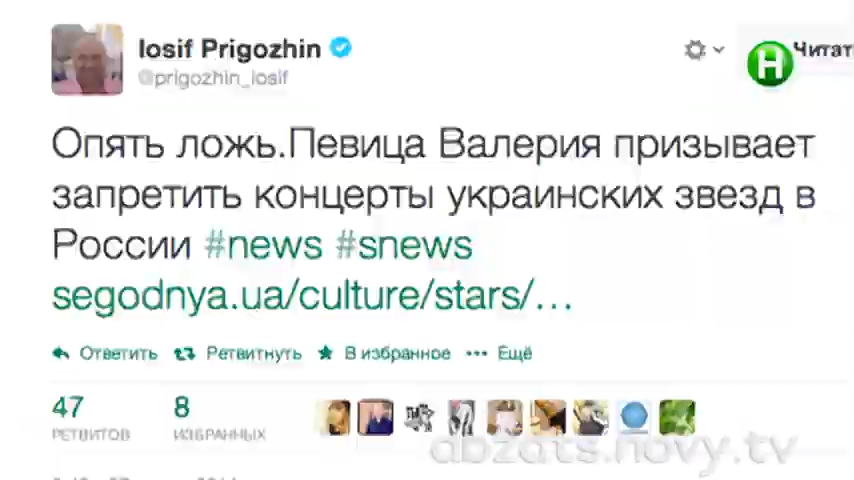 Iosif Prigozhin
@prigozhin_iosif
Н
Читат
Опять ложь.Певица Валерия призывает
запретить концерты украинских звезд в
России #news #snews
segodnya.ua/culture/stars/...
Ответить Ретвитнуть В избранное Ещё
47 8
РЕТВИТОВ ИЗБРАННЫХ
abzats.novy.tv